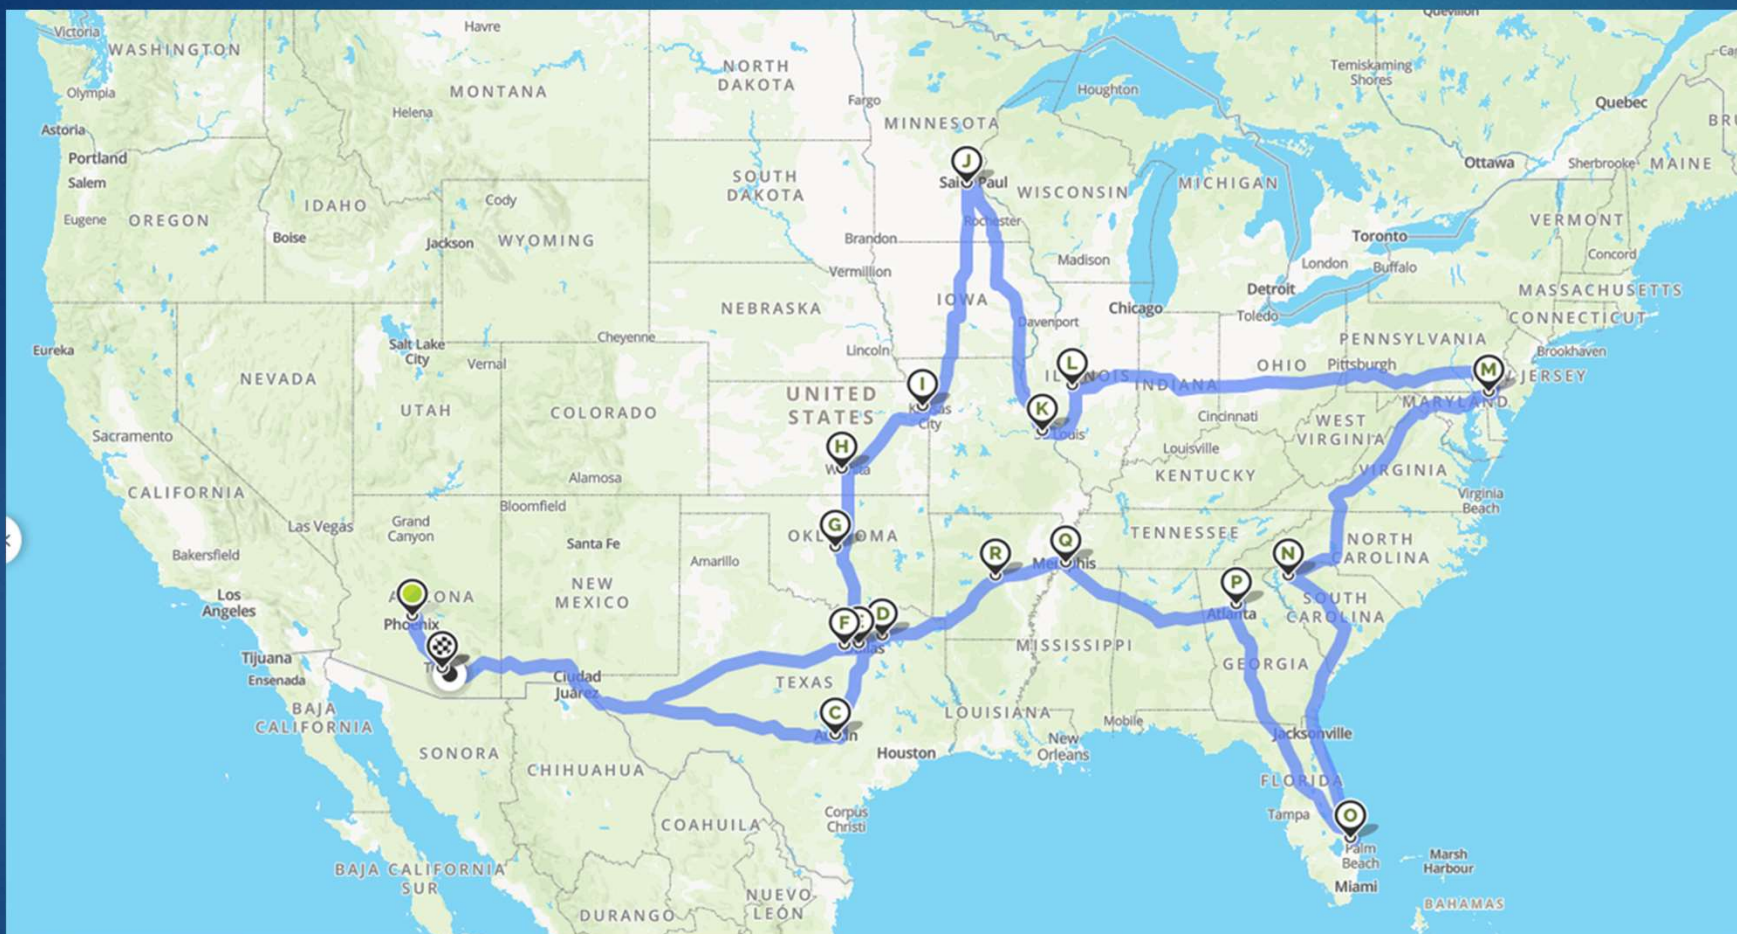 Victoria
WASHINGTON
Olympia
Astoria
Portland
Salem
Eugene
OREGON
Eureka
Havre
MONTANA
Helena
IDAHO
Boise
Cody
Jackson
WYOMING
NORTH
DAKOTA
Fargo
SOUTH
DAKOTA
MINNESOTA
J
Paul
Rochester
Brandon
Vermillion
WISCONSIN
Madison
Houghton
MICHIGAN
Temiskaming
Shores
Quebec
Ottawa
Sherbrooke
MAINE
VERMONT
Toronto
Concord
London
Buffalo
Detroit
Toledo
MASSACHUSETTS
CONNECTICUT
Brookhaven
NEBRASKA
IOWA
Davenport
Chicago
Lincoln
Cheyenne
Salt Lake
City
Vernal
NEVADA
UTAH
COLORADO
UNITED
STATES
I
City
L
INDIANA
OHIO
PENNSYLVANIA
Pittsburgh
M
JERSEY
MARYLAND
Sacramento
CALIFORNIA
K
Louis
Cincinnati
WEST
VIRGINIA
Louisville
KENTUCKY
VIRGINIA
Virginia
Beach
H
Alamosa
Bloomfield
Las Vegas
Grand
Canyon
Bakersfield
Santa Fe
Amarillo
G
NEW
MEXICO
Los
Angeles
Phoenix
R
Q
TENNESSEE
NORTH
CAROLINA
N
SOUTH
CAROLINA
P
Atlanta
F
D
MISSISSIPPI
GEORGIA
Tijuana
Ensenada
Ciudad
Juárez
TEXAS
C
LOUISIANA
Mobile
New
Orleans
Houston
Jacksonville
BAJA
CALIFORNIA
SONORA
CHIHUAHUA
FLORIDA
Tampa
O
Palm
Beach
Miami
Marsh
Harbour
BAHAMAS
Corpus
Christi
COAHUILA
BAJA CALIFORNIA
SUR
NUEVO
LEÓN
DURANGO